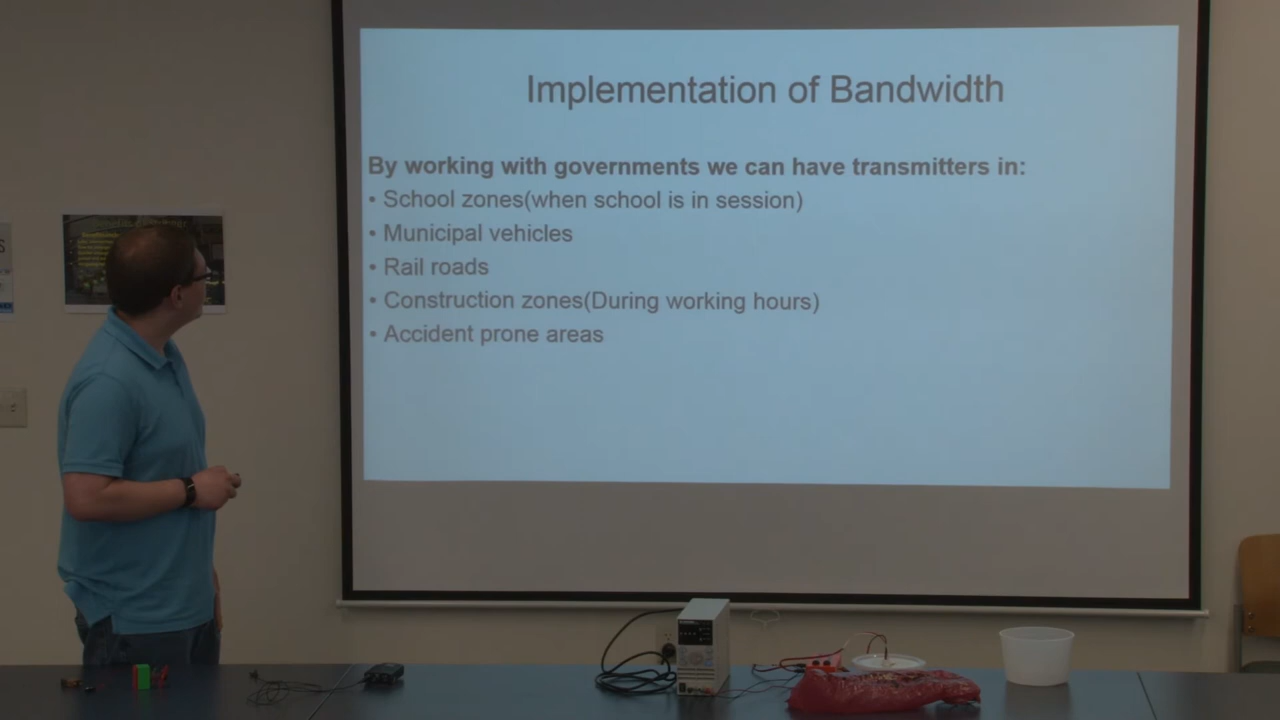 Implementation of Bandwidth
By working with governments we can have transmitters in:
• School zones(when school is in session)
• Municipal vehicles
• Rail roads
• Construction zones(During working hours)
• Accident prone areas